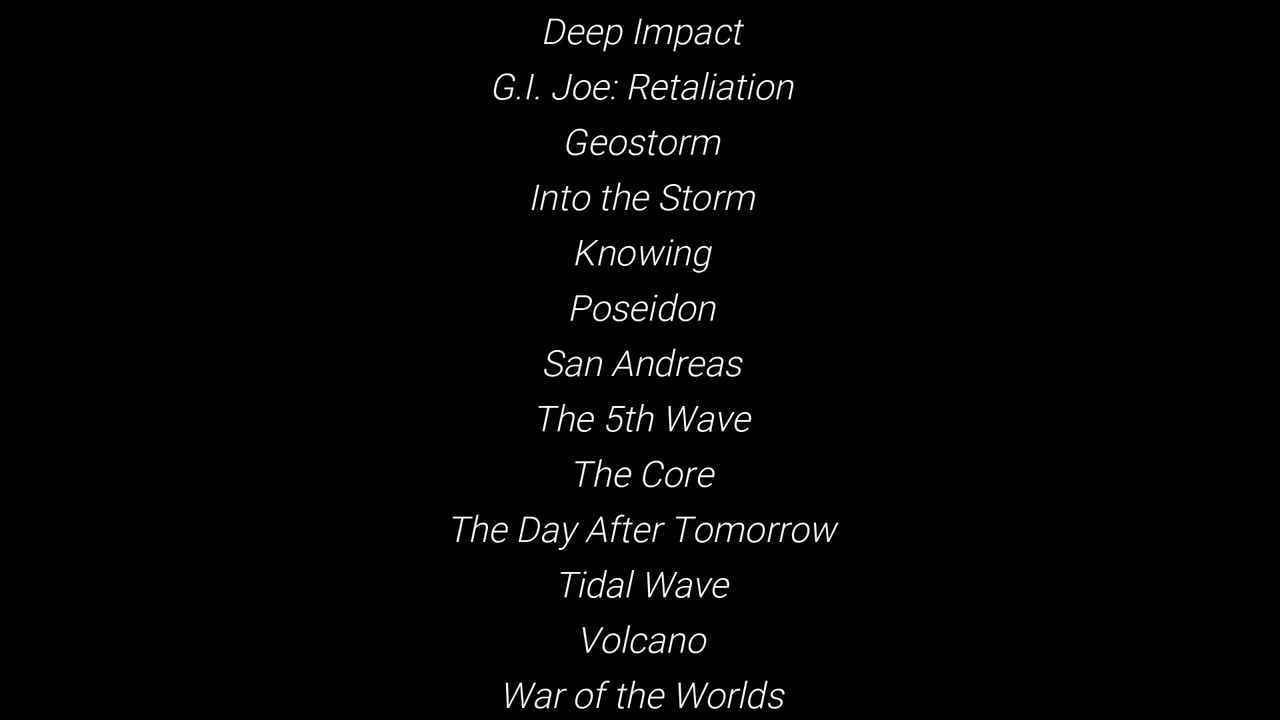 Deep Impact
G.I. Joe: Retaliation
Geostorm
Into the Storm
Knowing
Poseidon
San Andreas
The 5th Wave
The Core
The Day After Tomorrow
Tidal Wave
Volcano
War of the Worlds